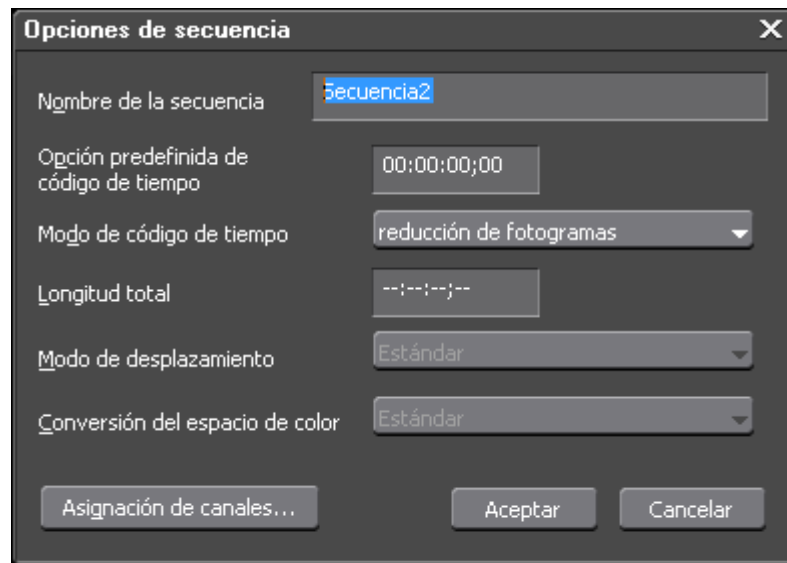 Opciones de secuencia
Nombre de la secuencia
Secuencia2
Opción predefinida de
código de tiempo
00:00:00;00
Modo de código de tiempo
reducción de fotogramas
Longitud total
--:--:--;--
Modo de desplazamiento
Estándar
Conversión del espacio de color
Estándar
Asignación de canales...
Aceptar
Cancelar